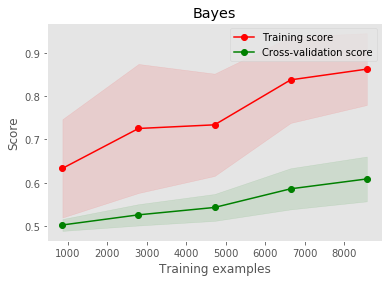 Bayes
Training score
Cross-validation score
0.9
0.8
0.7
0.6
0.5
Score
1000 2000 3000 4000 5000 6000 7000 8000
Training examples